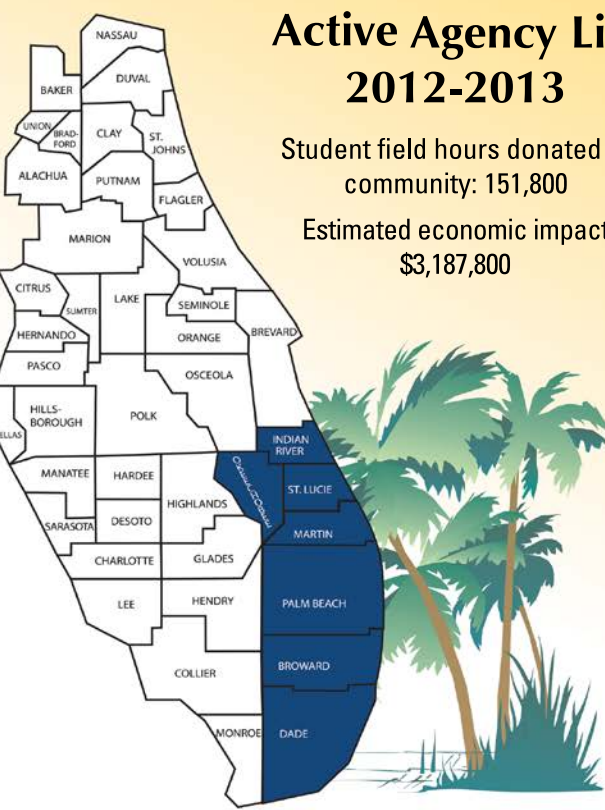 Active Agency Li
2012-2013
Student field hours donated
community: 151,800
Estimated economic impact
$3,187,800
NASSAU
DUVAL
BAKER
UNION
BRAD-
FORD
CLAY
ST.
JOHNS
ALACHUA
PUTNAM
FLAGLER
MARION
VOLUSIA
CITRUS
SUMTER
LAKE
SEMINOLE
HERNANDO
ORANGE
BREVARD
PASCO
OSCEOLA
HILLS-
BOROUGH
POLK
ELLAS
INDIAN
RIVER
MANATEE
HARDEE
HIGHLANDS
OKEECHOBEE
ST. LUCIE
SARASOTA
DESOTO
MARTIN
CHARLOTTE
GLADES
LEE
HENDRY
PALM BEACH
COLLIER
BROWARD
MONROE
DADE